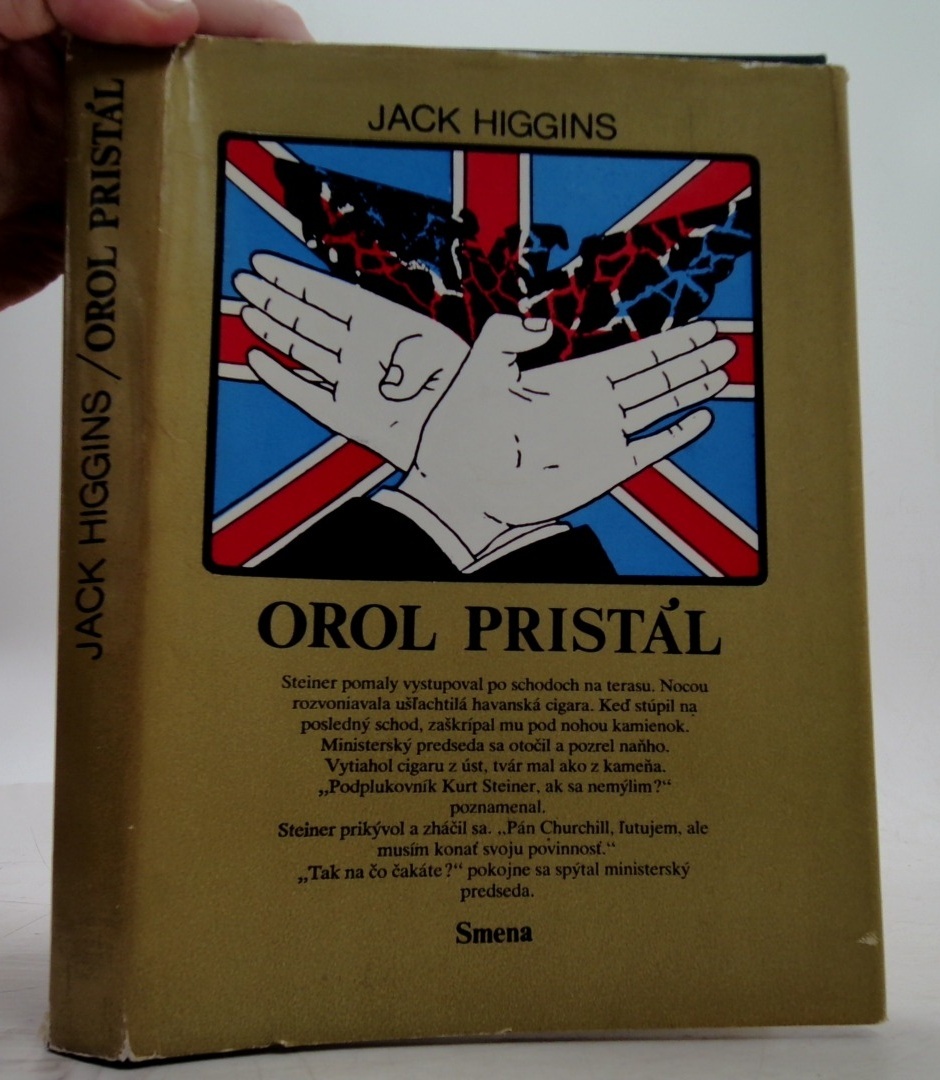 JACK HIGGINS / OROL PRISTÁL
JACK HIGGINS
OROL PRISTÁL
Steiner pomaly vystupoval po schodoch na terasu. Nocou
rozvoniavala ušľachtilá havanská cigara. Keď stúpil na
posledný schod, zaškrípal mu pod nohou kamienok.
Ministerský predseda sa otočil a pozrel naňho.
Vytiahol cigaru z úst, tvár mal ako z kameňa.
„Podplukovník Kurt Steiner, ak sa nemýlim?“
poznamenal.
Steiner prikývol a zháčil sa. „Pán Churchill, ľutujem, ale
musím konať svoju povinnosť.“
„Tak na čo čakáte?“ pokojne sa spýtal ministerský
predseda.
Smena